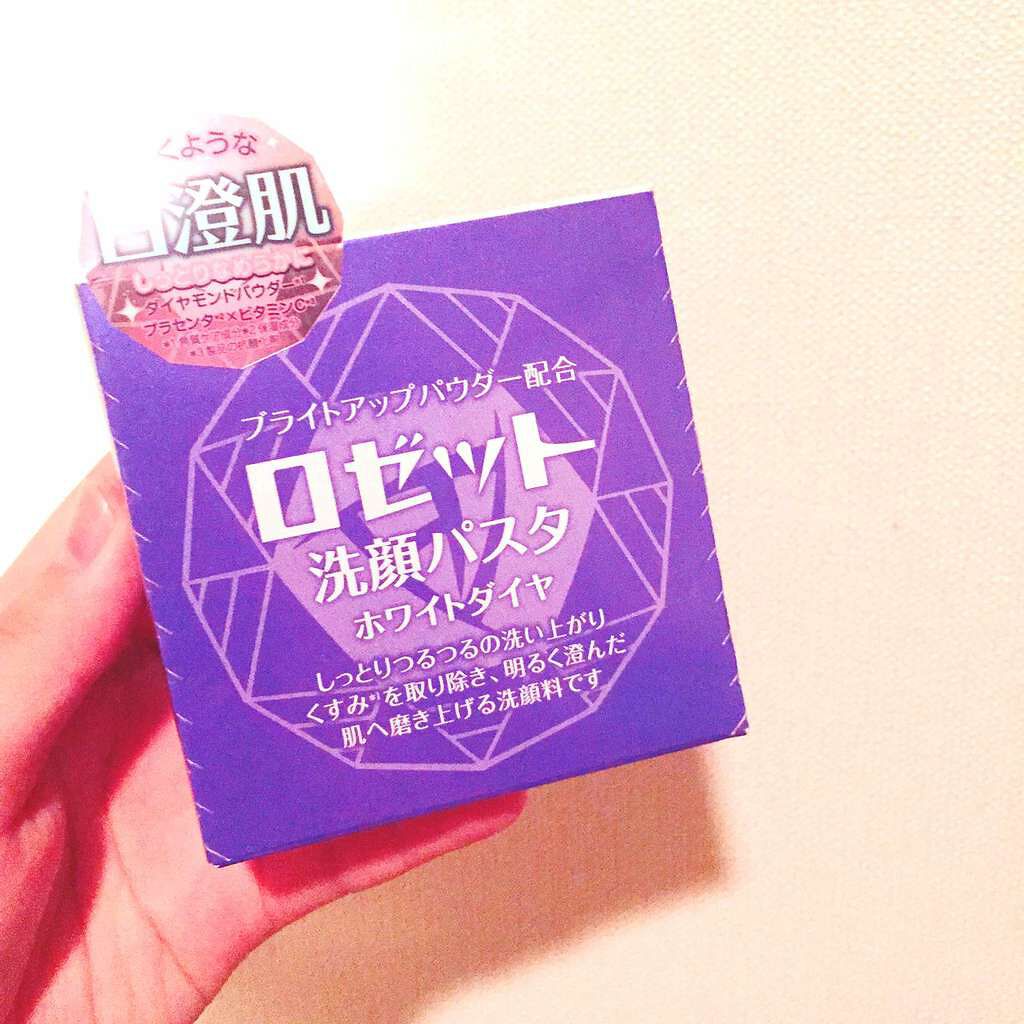 くような
白澄肌
しっとりなめらかに
ダイヤモンドパウダー*1
プラセンタ*2×ビタミンC*3
ブライトアップパウダー配合
ロゼット
洗顔パスタ
ホワイトダイヤ
しっとりつるつるの洗い上がり
くすみ*を取り除き、明るく澄んだ
肌へ磨き上げる洗顔料です